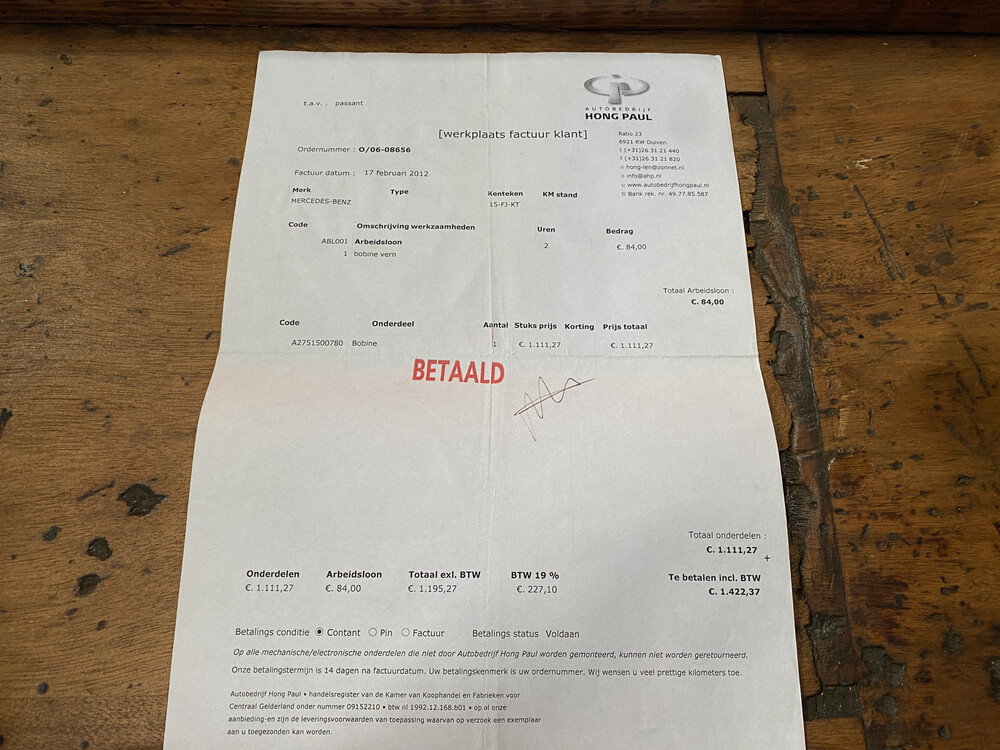 t.a.v. . passant
AUTOBEDRIJF
HONG PAUL
[werkplaats factuur klant]
Ratio 23
6921 RW Duiven
Ordernummer : O/06-08656
t (+31)26 31 21 440
f (+31)26 31 21 820
e hong-len@zonnet.nl
Factuur datum : 17 februari 2012
e info@ahp.nl
u www.autobedrijfhongpaul.nl
b Bank rek. nr. 49.77.85.587
Merk Type Kenteken KM stand
MERCEDES-BENZ 15-FJ-KT
Code Omschrijving werkzaamheden Uren Bedrag
ABL001 Arbeidsloon 2 €. 84,00
1 bobine vern
Totaal Arbeidsloon :
€. 84,00
Code Onderdeel Aantal Stuks prijs Korting Prijs totaal
A2751500780 Bobine 1 €. 1.111,27 €. 1.111,27
BETAALD
Totaal onderdelen :
€. 1.111,27
+
Onderdelen Arbeidsloon Totaal exl. BTW BTW 19 % Te betalen incl. BTW
€. 1.111,27 €. 84,00 €. 1.195,27 €. 227,10 €. 1.422,37
Betalings conditie Contant Pin Factuur Betalings status Voldaan
Op alle mechanische/electronische onderdelen die niet door Autobedrijf Hong Paul worden gemonteerd, kunnen niet worden geretourneerd.
Onze betalingstermijn is 14 dagen na factuurdatum. Uw betalingskenmerk is uw ordernummer. Wij wensen u veel prettige kilometers toe.
Autobedrijf Hong Paul • handelsregister van de Kamer van Koophandel en Fabrieken voor
Centraal Gelderland onder nummer 09152210 • btw nl 1992.12.168.b01 • op al onze
aanbieding-en zijn de leveringsvoorwaarden van toepassing waarvan op verzoek een exemplaar
aan u toegezonden kan worden.